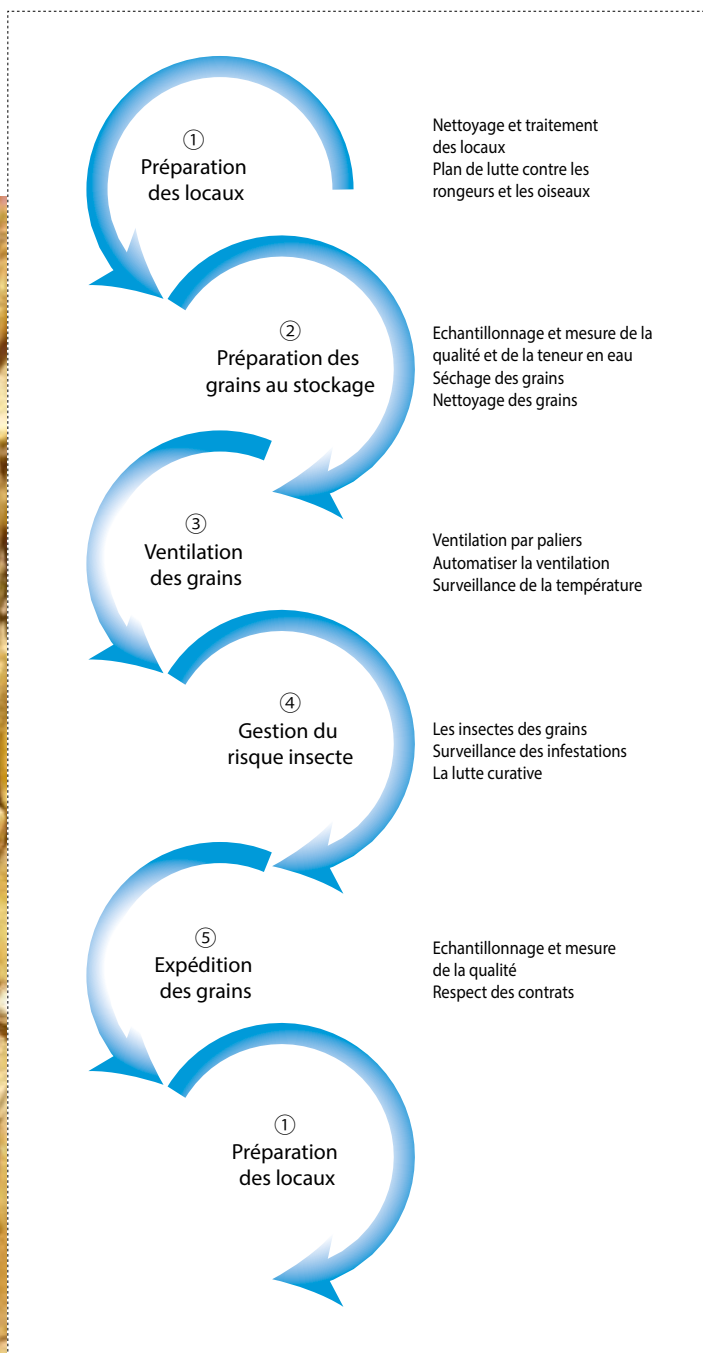 ①
Préparation
des locaux
Nettoyage et traitement
des locaux
Plan de lutte contre les
rongeurs et les oiseaux
②
Préparation des
grains au stockage
Echantillonnage et mesure de la
qualité et de la teneur en eau
Séchage des grains
Nettoyage des grains
③
Ventilation
des grains
Ventilation par paliers
Automatiser la ventilation
Surveillance de la température
④
Gestion du
risque insecte
Les insectes des grains
Surveillance des infestations
La lutte curative
⑤
Expédition
des grains
Echantillonnage et mesure
de la qualité
Respect des contrats
①
Préparation
des locaux